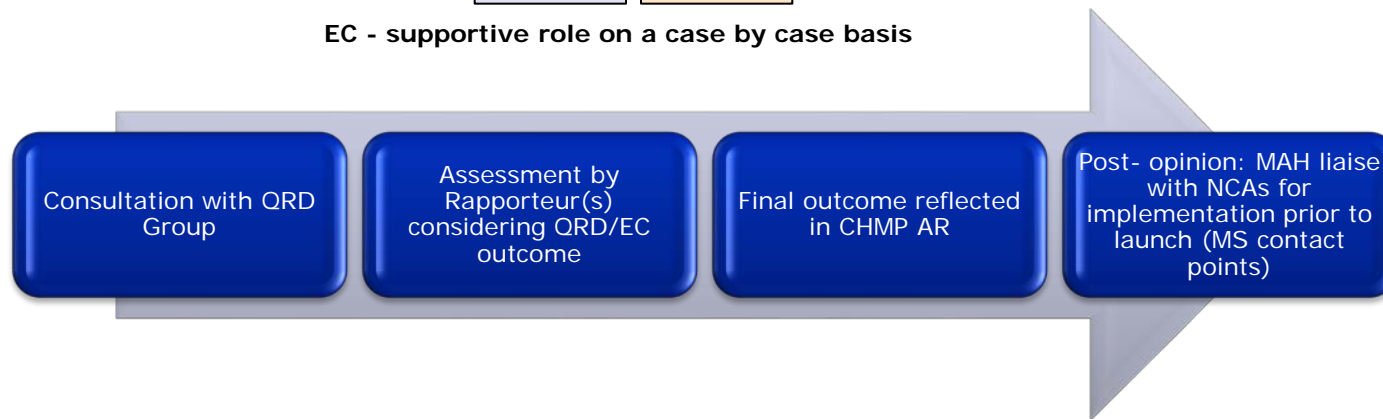 EC - supportive role on a case by case basis
Consultation with QRD
Group
Assessment by
Rapporteur(s)
considering QRD/EC
outcome
Final outcome reflected
in CHMP AR
Post- opinion: MAH liaise
with NCAs for
implementation prior to
launch (MS contact
points)